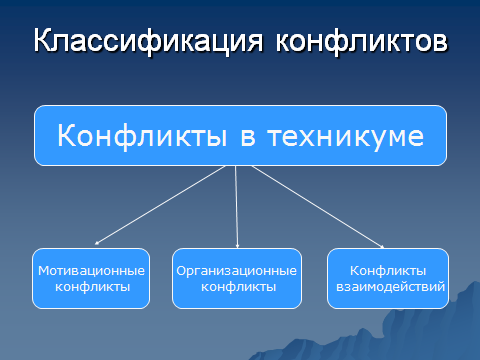 Классификация конфликтов
Конфликты в техникуме
Мотивационные
конфликты
Организационные
конфликты
Конфликты
взаимодействий